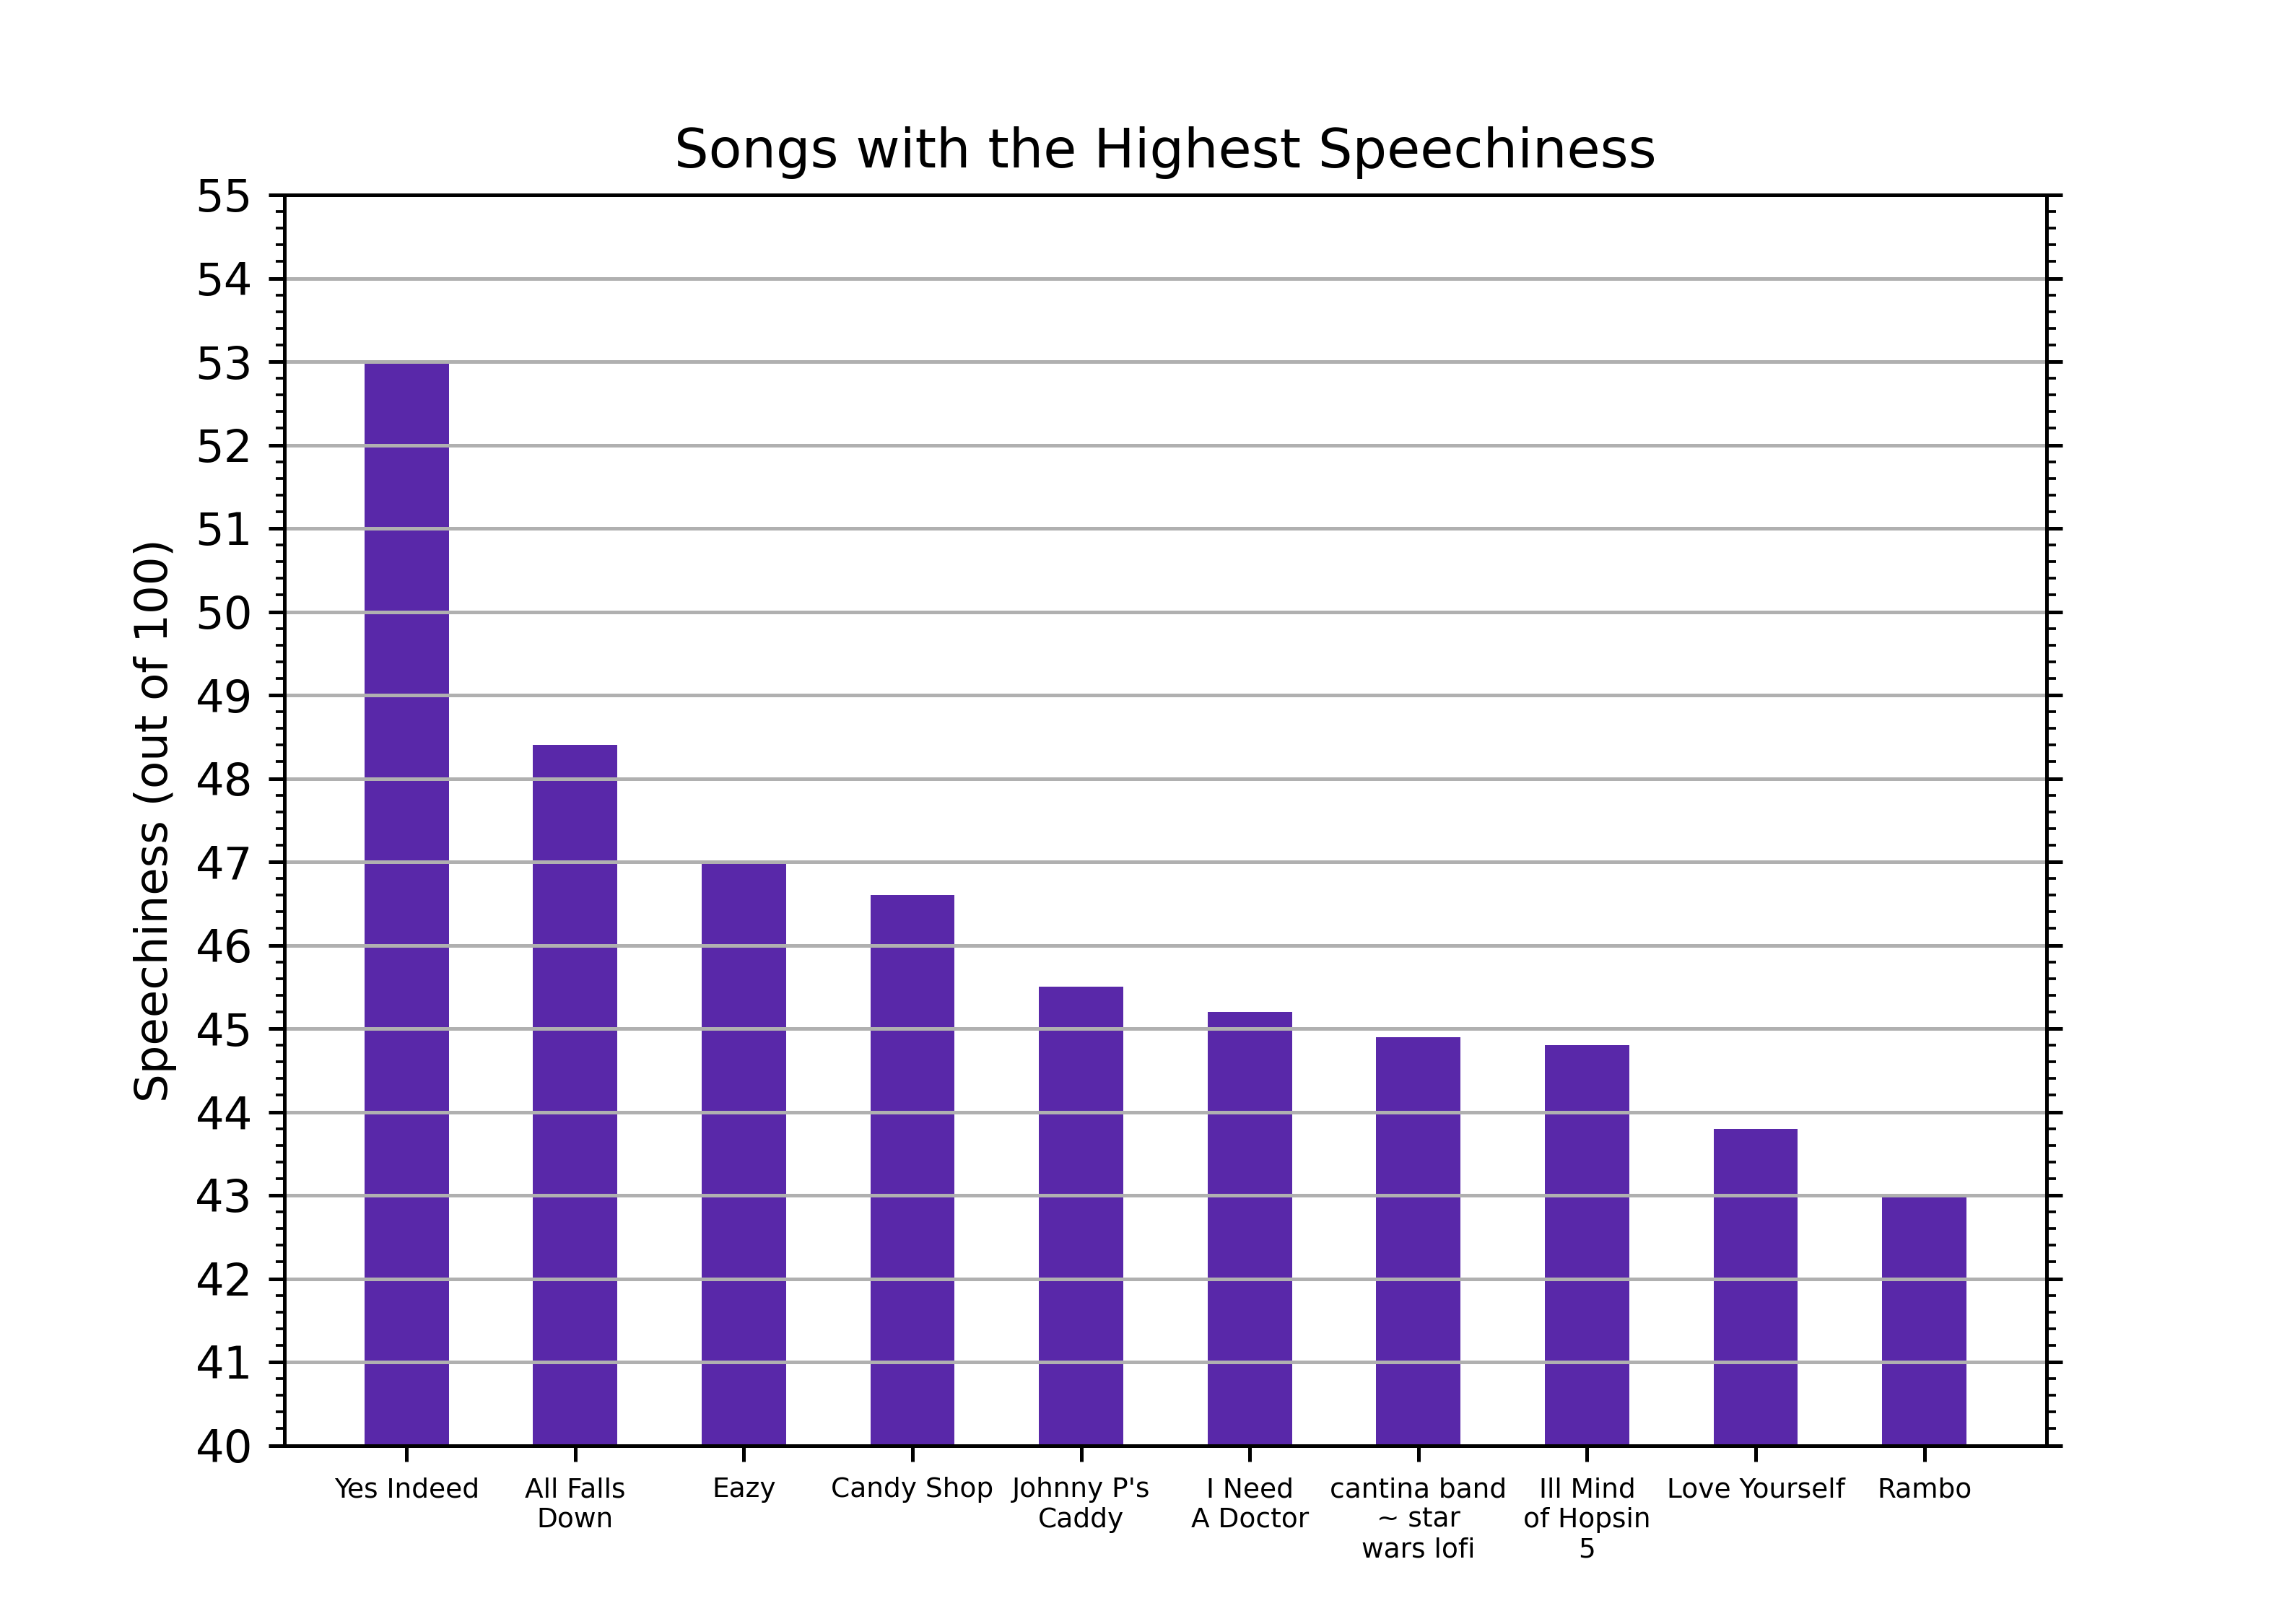 Songs with the Highest Speechiness
Speechiness (out of 100)
55
54
53
52
51
50
49
48
47
46
45
44
43
42
41
40
Yes Indeed
All Falls
Down
Eazy
Candy Shop
Johnny P's
Caddy
I Need
A Doctor
cantina band
~ star
wars lofi
Ill Mind
of Hopsin
5
Love Yourself
Rambo